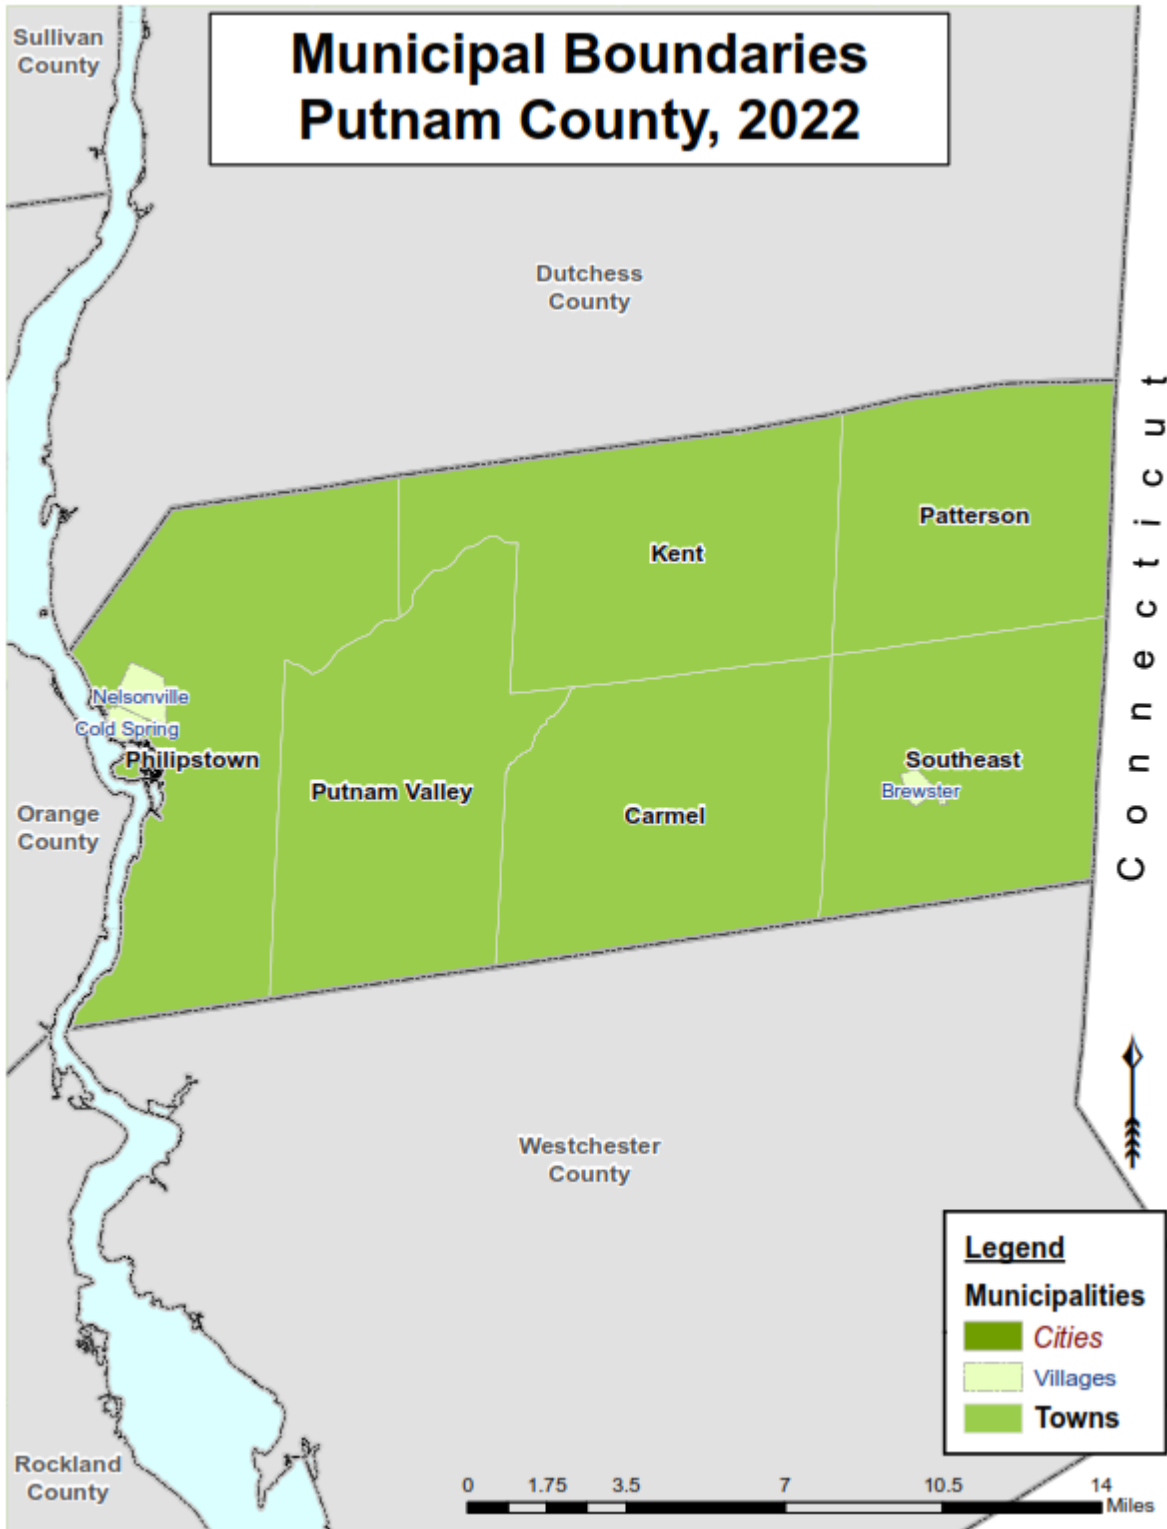 Municipal Boundaries
Putnam County, 2022
Sullivan
County
Dutchess
County
Connecticut
Patterson
Kent
Nelsonville
Cold Spring
Philipstown
Southeast
Putnam Valley
Brewster
Orange
County
Carmel
Westchester
County
Legend
Municipalities
Cities
Villages
Towns
Rockland
County
0 1.75 3.5 7 10.5 14
Miles